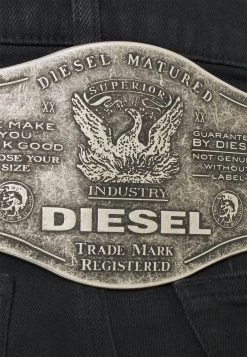 DIESEL MATURED
SUPERIOR
XX
XX
MAKE
YOU
GOOD
YOUR
SIZE
GUARANTE
BY DIES
NOT GENUI
WITHOUT
LABEL
INDUSTRY
DIESEL
TRADE MARK
REGISTERED